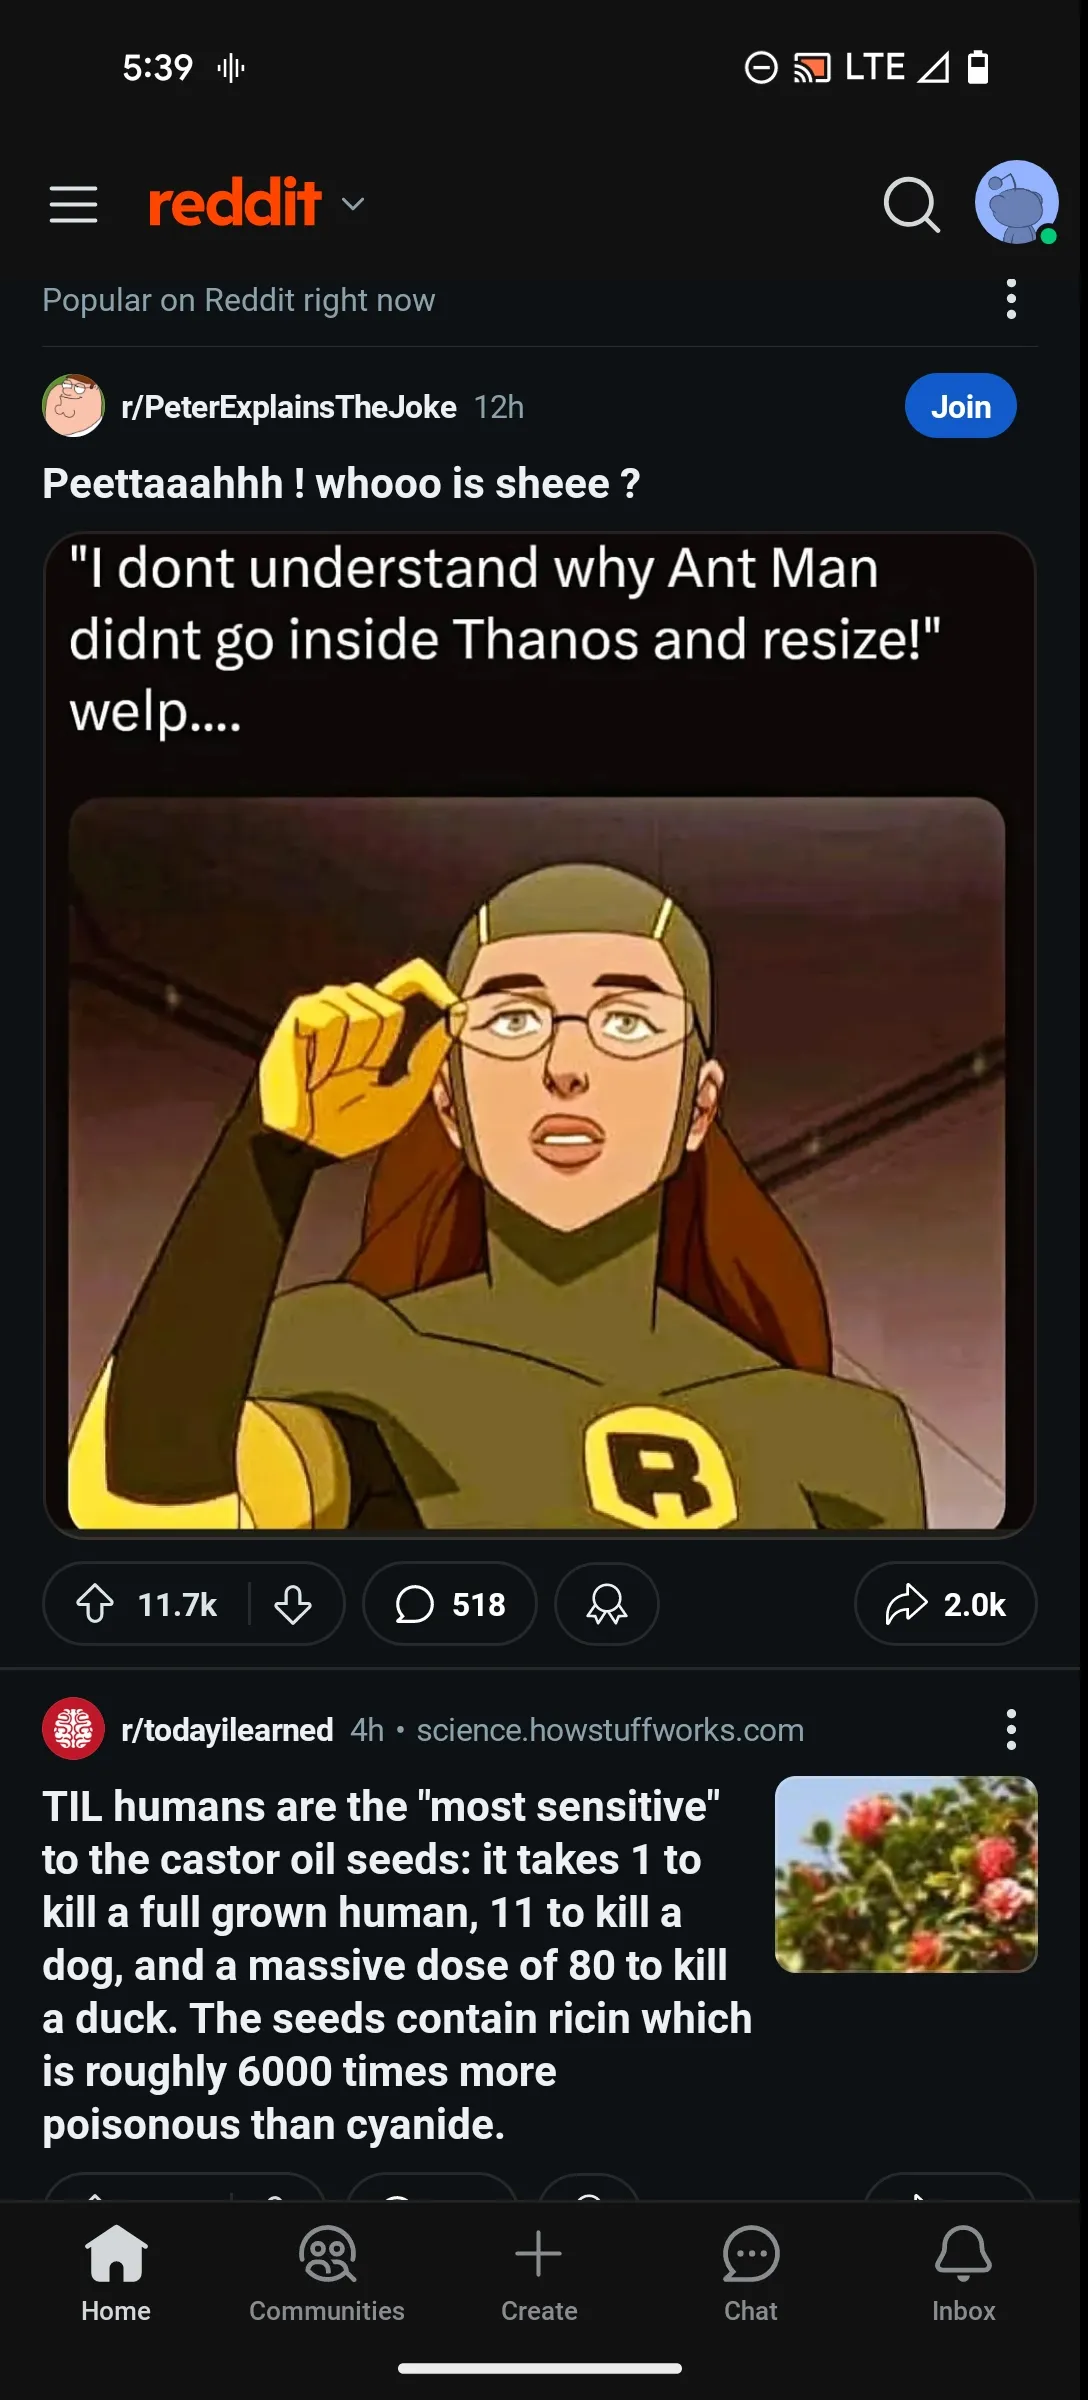 5:39
LTE
reddit
Popular on Reddit right now
r/PeterExplainsTheJoke 12h
Join
Peettaaahhh ! whooo is sheee ?
"I dont understand why Ant Man
didnt go inside Thanos and resize!"
welp....
R
11.7k
518
2.0k
r/todayilearned 4h • science.howstuffworks.com
TIL humans are the "most sensitive"
to the castor oil seeds: it takes 1 to
kill a full grown human, 11 to kill a
dog, and a massive dose of 80 to kill
a duck. The seeds contain ricin which
is roughly 6000 times more
poisonous than cyanide.
Home
Communities
Create
Chat
Inbox